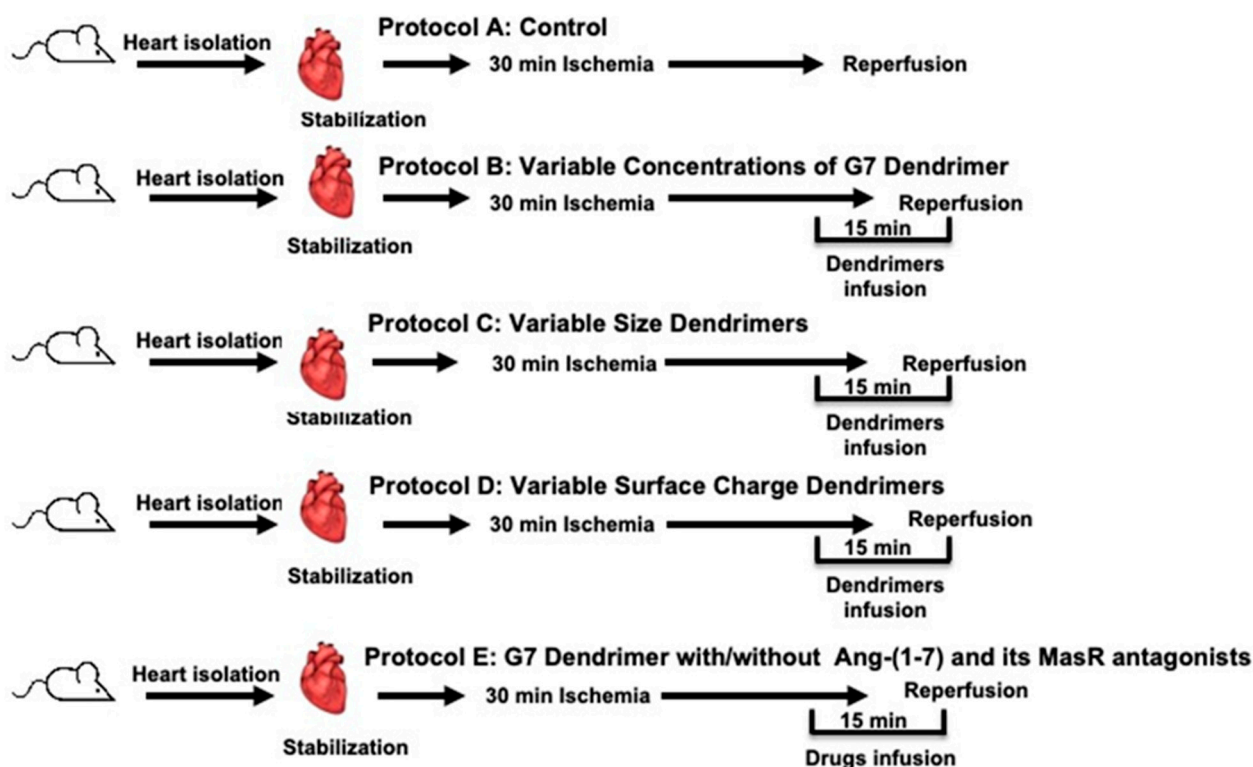 Protocol A: Control
Heart isolation
30 min Ischemia
Reperfusion
Stabilization
Protocol B: Variable Concentrations of G7 Dendrimer
Heart isolation
30 min Ischemia
Reperfusion
15 min
Stabilization
Dendrimers
infusion
Protocol C: Variable Size Dendrimers
Heart isolation
30 min Ischemia
Reperfusion
15 min
Stabilization
Dendrimers
infusion
Protocol D: Variable Surface Charge Dendrimers
Heart isolation
30 min Ischemia
Reperfusion
15 min
Stabilization
Dendrimers
infusion
Protocol E: G7 Dendrimer with/without Ang-(1-7) and its MasR antagonists
Heart isolation
30 min Ischemia
Reperfusion
15 min
Stabilization
Drugs infusion